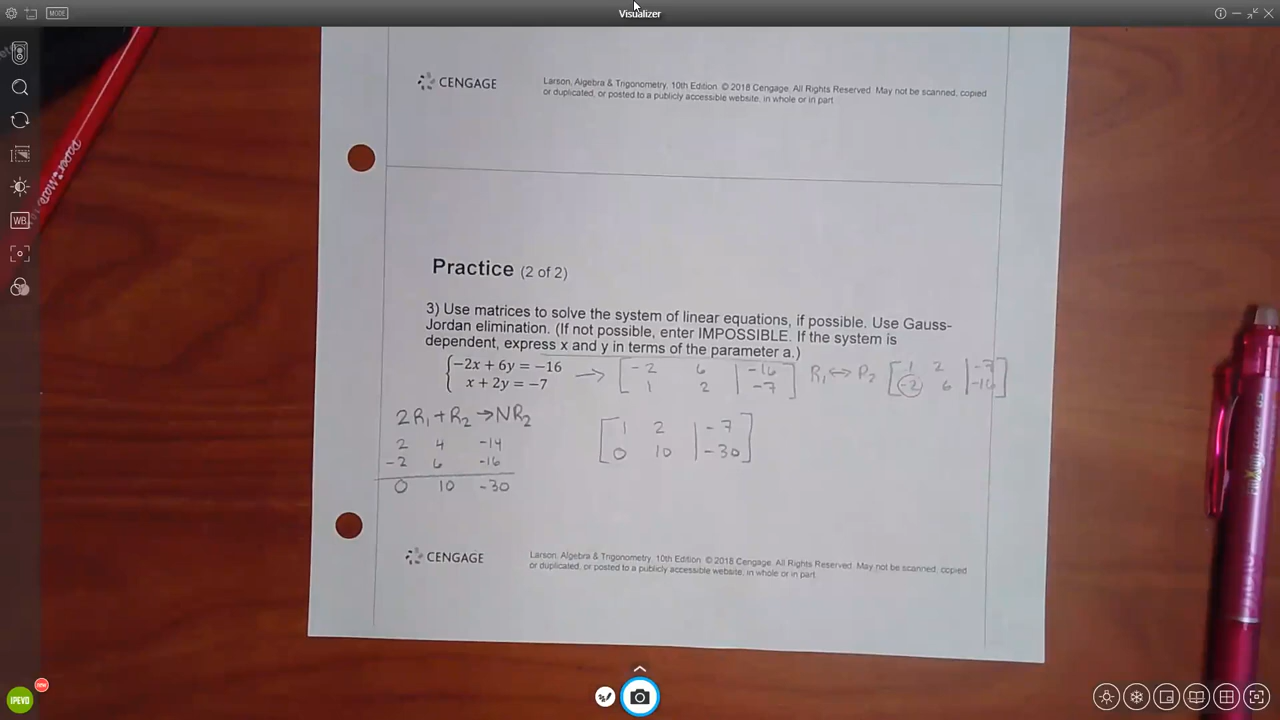 MODE
Visualizer
CENGAGE
Larson, Algebra & Trigonometry, 10th Edition. © 2018 Cengage. All Rights Reserved. May not be scanned, copied
or duplicated, or posted to a publicly accessible website, in whole or in part.
paper mate
Practice (2 of 2)
3) Use matrices to solve the system of linear equations, if possible. Use Gauss-
Jordan elimination. (If not possible, enter IMPOSSIBLE. If the system is
dependent, express x and y in terms of the parameter a.)
{-2x + 6y = -16 → [-2 6 | -16] R1 ↔ R2 [1 2 | -7]
{x + 2y = -7 [1 2 | -7] [-2 6 | -16]
2R1 + R2 → NR2
2 4 -14
-2 6 -16
0 10 -30
[1 2 | -7]
[0 10 | -30]
CENGAGE
Larson, Algebra & Trigonometry, 10th Edition. © 2018 Cengage. All Rights Reserved. May not be scanned, copied
or duplicated, or posted to a publicly accessible website, in whole or in part.
WB
IPEVO
new